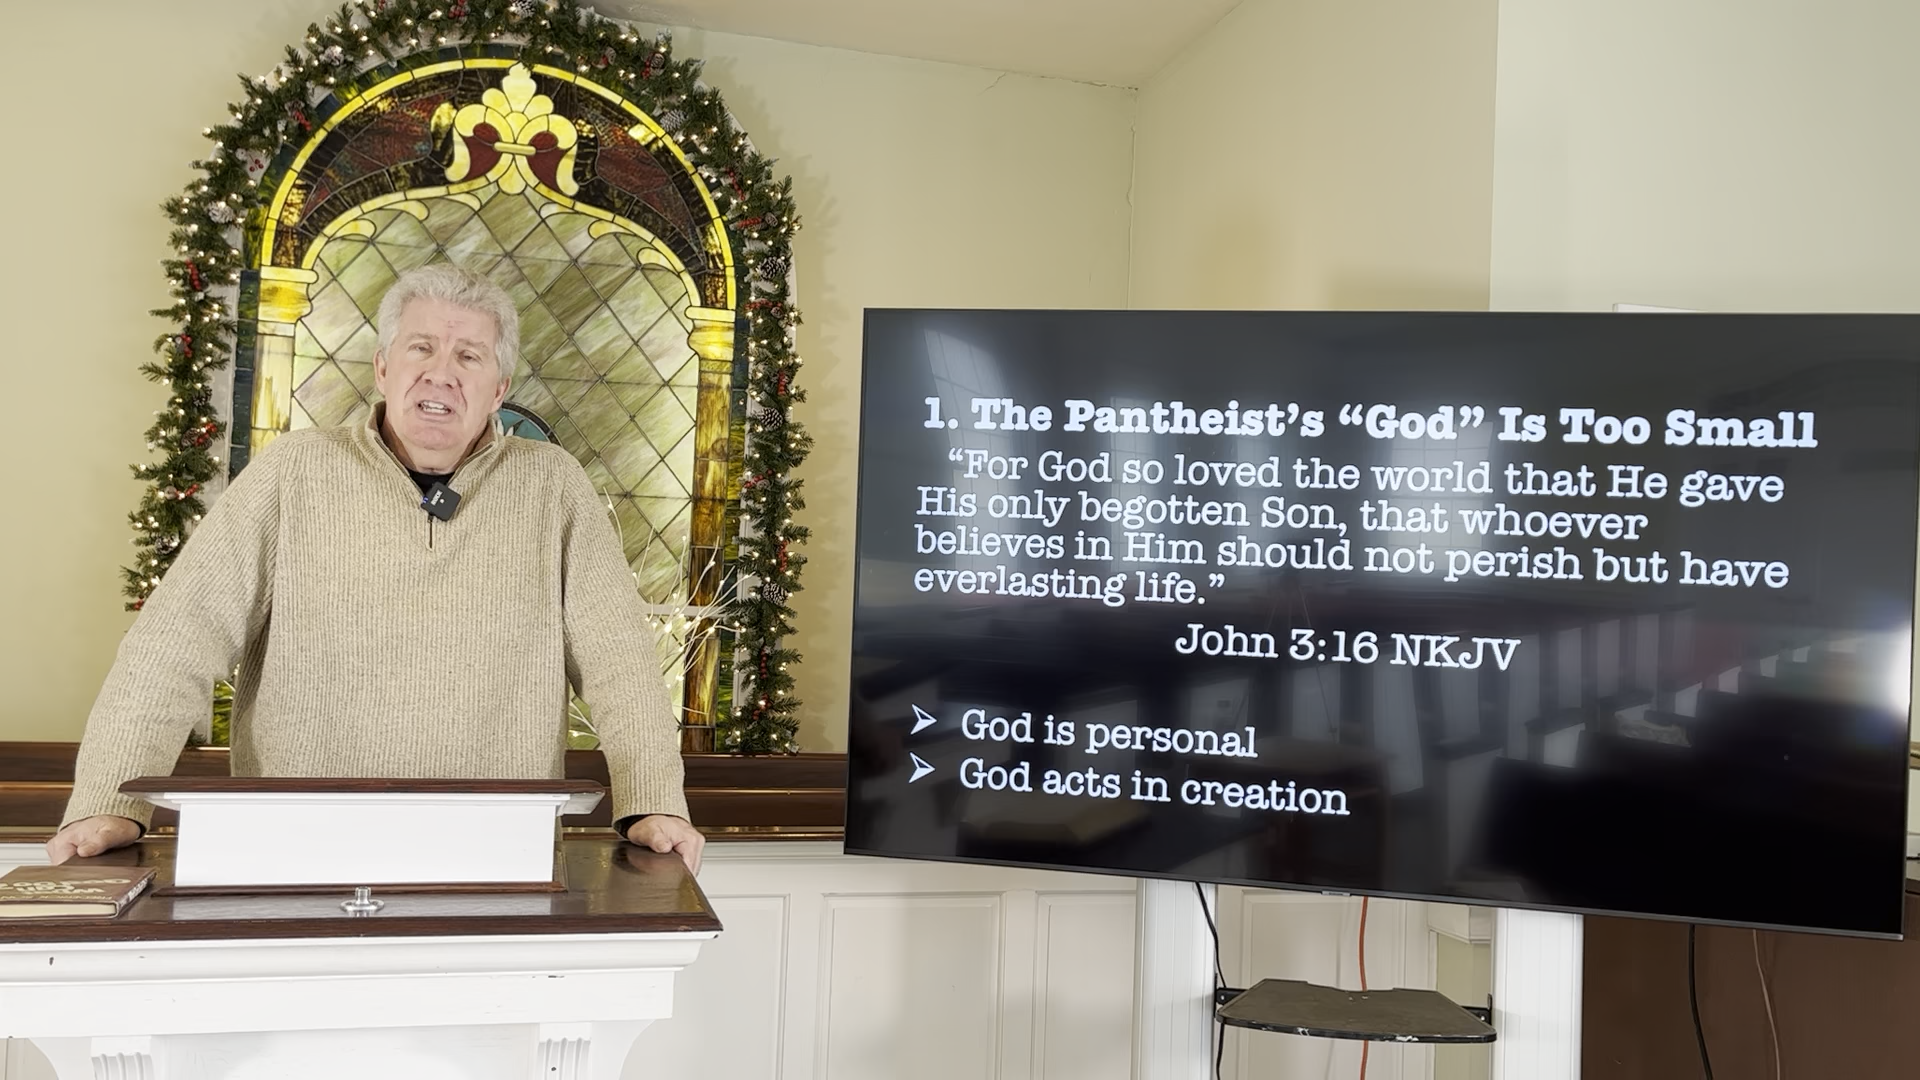 1. The Pantheist's “God” Is Too Small
“For God so loved the world that He gave
His only begotten Son, that whoever
believes in Him should not perish but have
everlasting life.”
John 3:16 NKJV
➢ God is personal
➢ God acts in creation